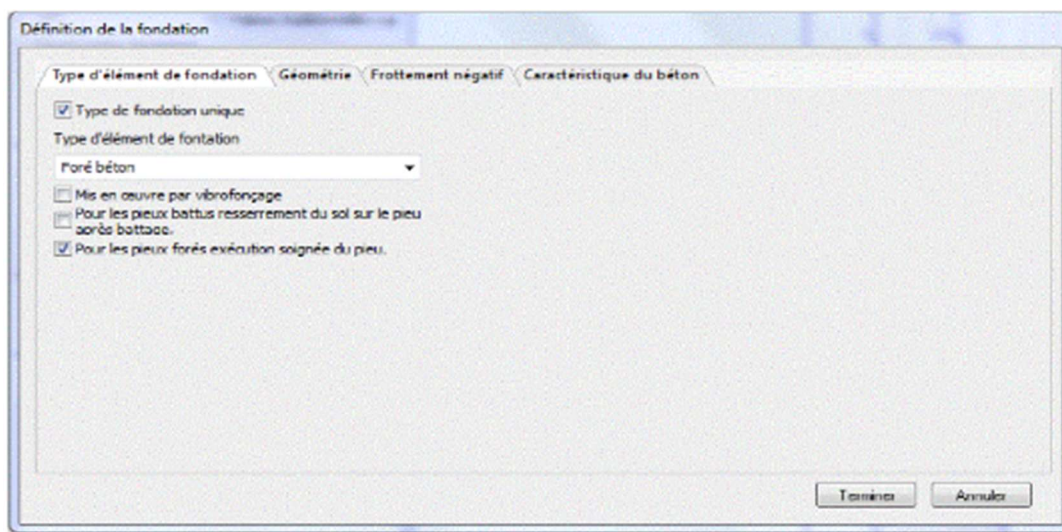 Définition de la fondation
Type d'élément de fondation Géométrie Frottement négatif Caractéristique du béton
Type de fondation unique
Type d'élément de fontation
Foré béton
Mis en œuvre par vibrofonçage
Pour les pieux battus resserrement du sol sur le pieu
après battage.
Pour les pieux forés exécution soignée du pieu.
Terminer Annuler